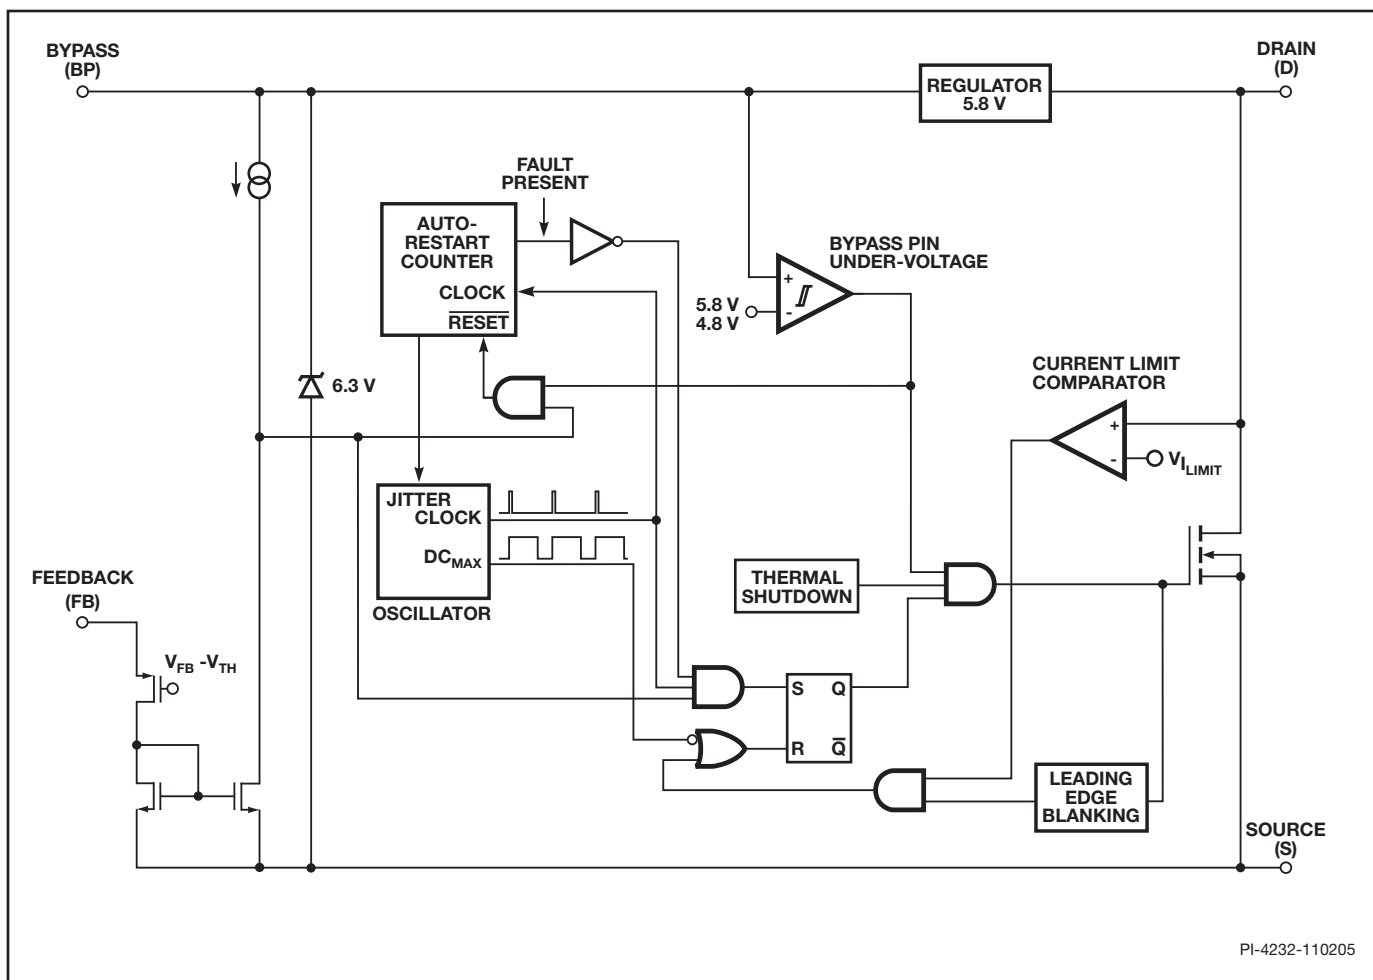 BYPASS
(BP)
DRAIN
(D)
REGULATOR
5.8 V
FAULT
PRESENT
AUTO-
RESTART
COUNTER
CLOCK
RESET
BYPASS PIN
UNDER-VOLTAGE
+
-
5.8 V
4.8 V
6.3 V
CURRENT LIMIT
COMPARATOR
+
-
VILIMIT
JITTER
CLOCK
DCMAX
OSCILLATOR
THERMAL
SHUTDOWN
FEEDBACK
(FB)
VFB -VTH
S Q
R Q
LEADING
EDGE
BLANKING
SOURCE
(S)
PI-4232-110205